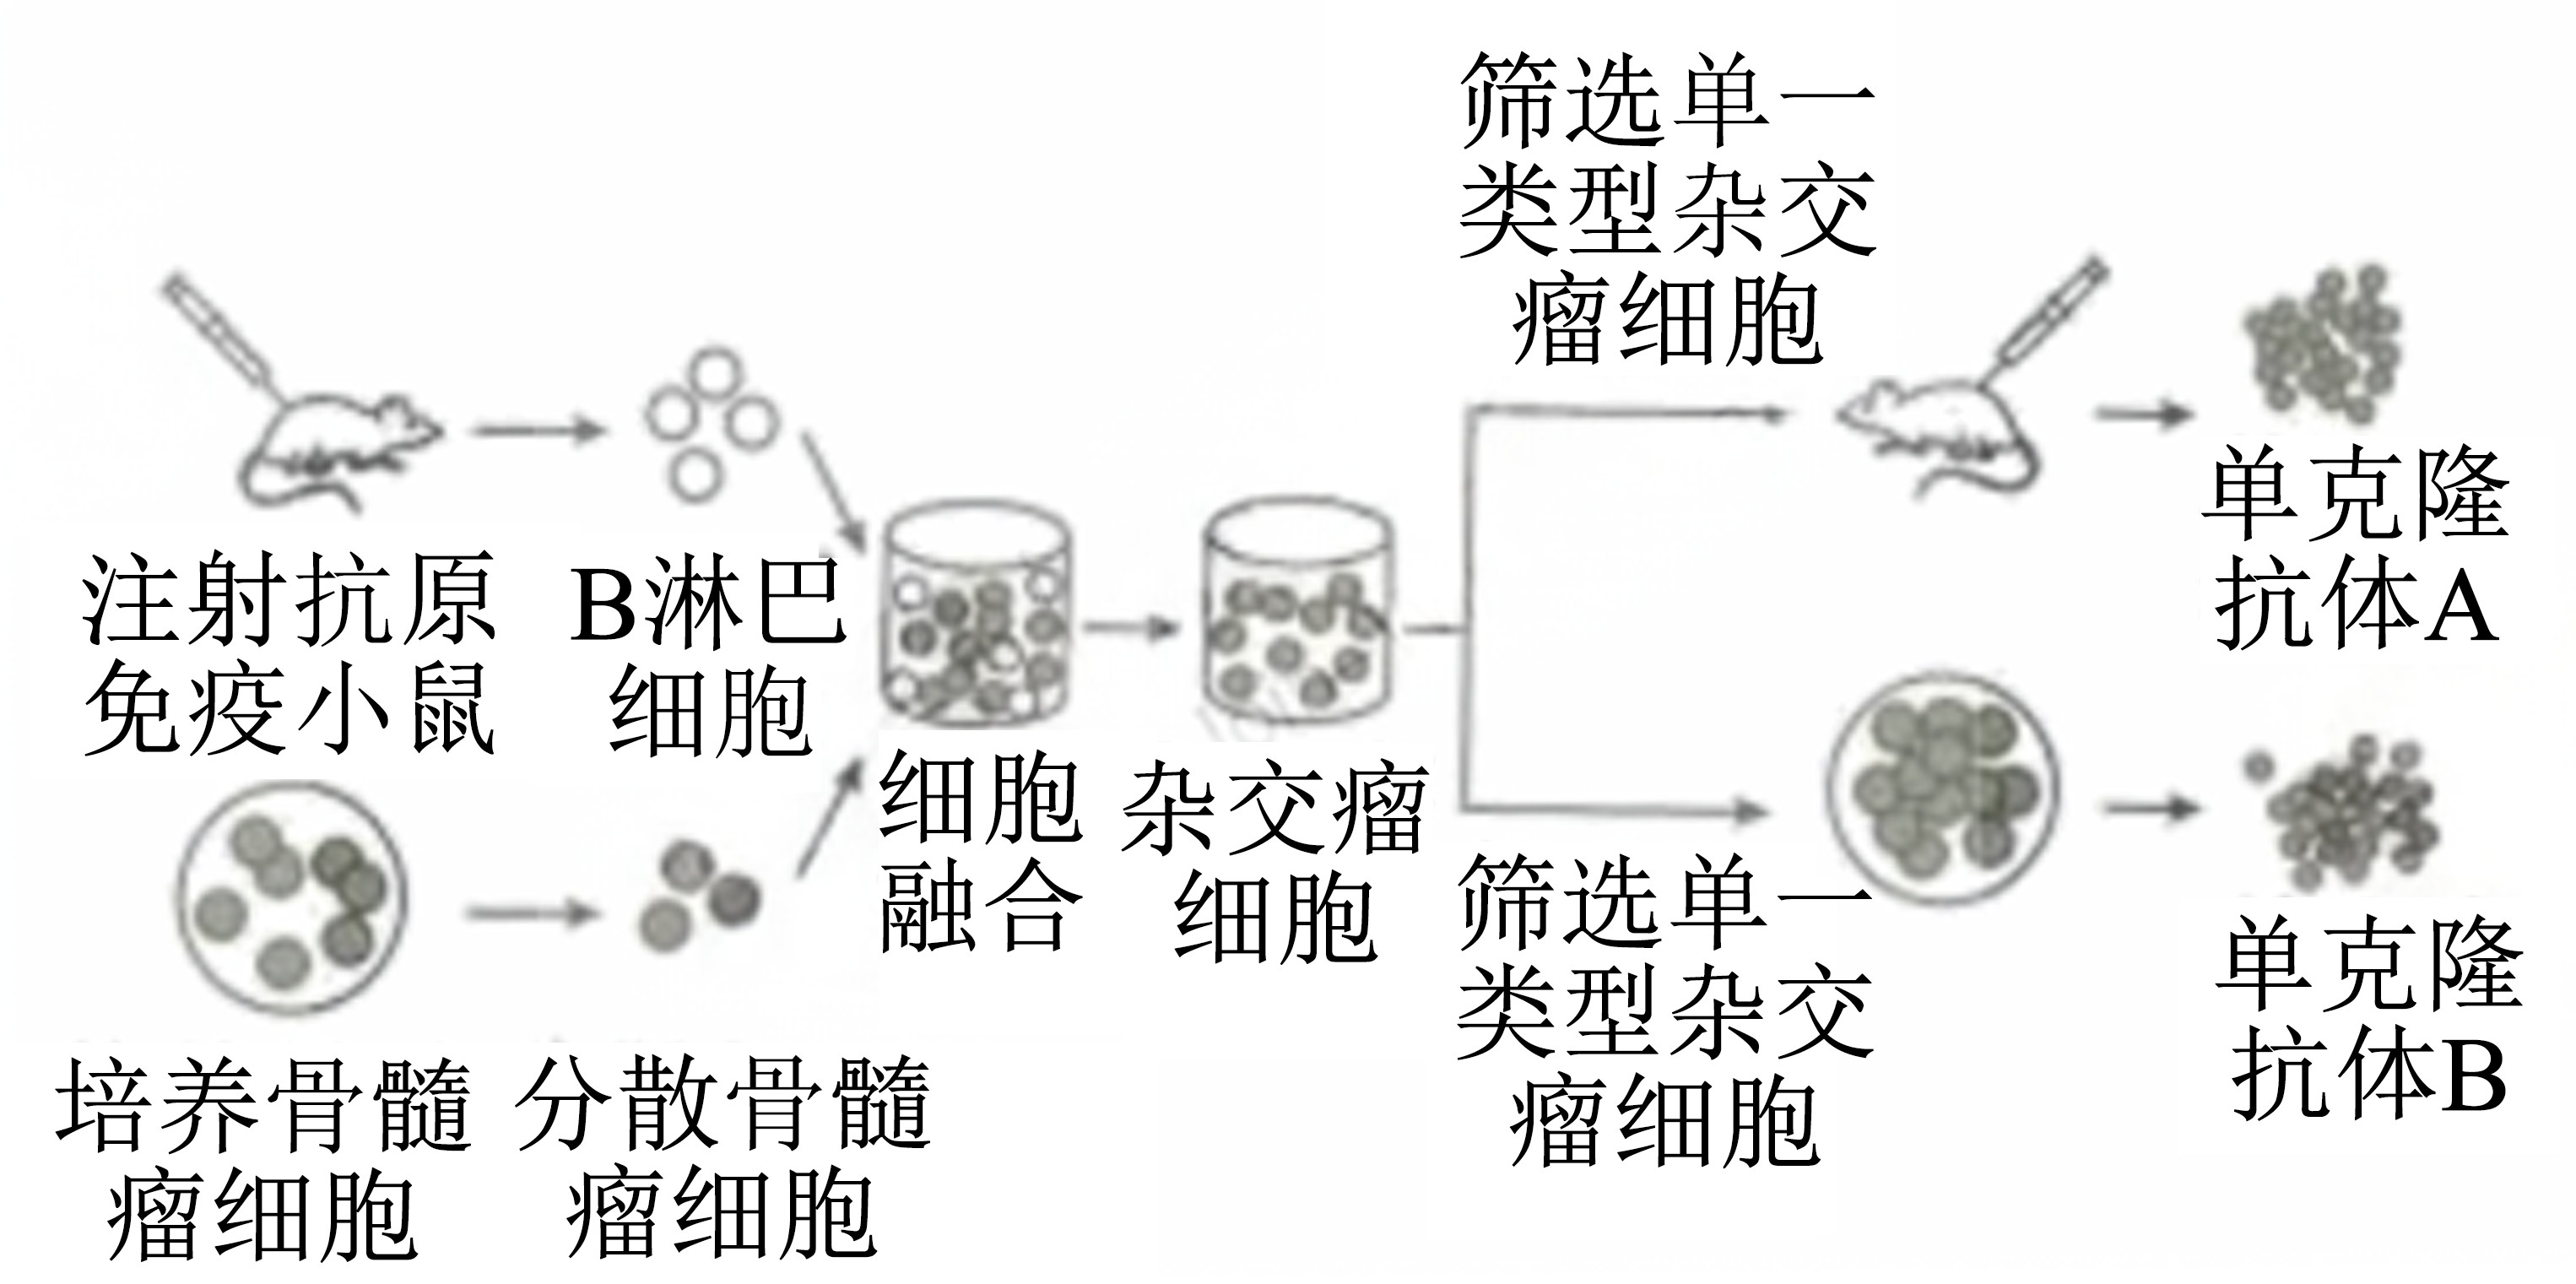 注射抗原
免疫小鼠
B淋巴
细胞
培养骨髓
瘤细胞
分散骨髓
瘤细胞
细胞
融合
杂交瘤
细胞
筛选单一
类型杂交
瘤细胞
单克隆
抗体A
筛选单一
类型杂交
瘤细胞
单克隆
抗体B